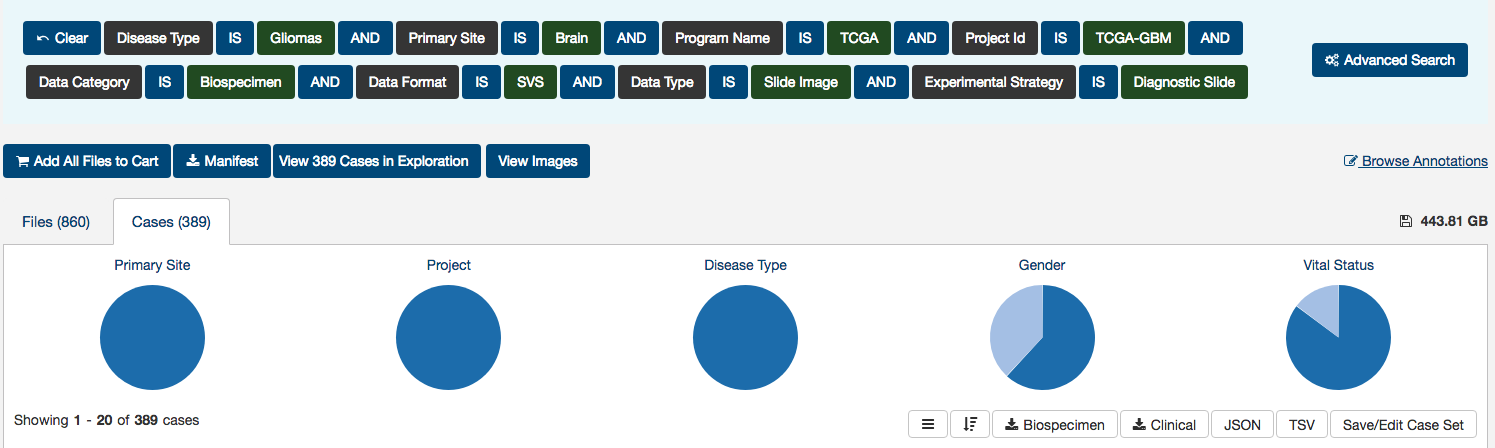 Clear Disease Type IS Gliomas AND Primary Site IS Brain AND Program Name IS TCGA AND Project Id IS TCGA-GBM AND
Data Category IS Biospecimen AND Data Format IS SVS AND Data Type IS Slide Image AND Experimental Strategy IS Diagnostic Slide
Advanced Search
Add All Files to Cart Manifest View 389 Cases in Exploration View Images Browse Annotations
Files (860) Cases (389) 443.81 GB
Primary Site Project Disease Type Gender Vital Status
Showing 1 - 20 of 389 cases Biospecimen Clinical JSON TSV Save/Edit Case Set